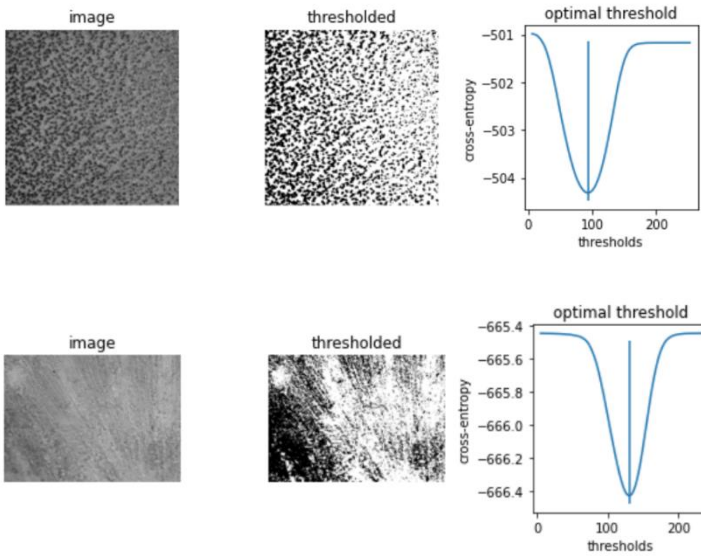 image
thresholded
optimal threshold
−501
−502
−503
−504
cross-entropy
0
100
200
thresholds
image
thresholded
optimal threshold
−665.4
−665.6
−665.8
−666.0
−666.2
−666.4
cross-entropy
0
100
200
thresholds